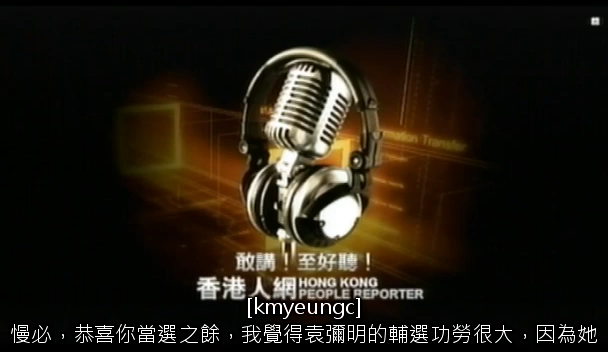 mation Transfer
敢講！至好聽！
香港人網 HONG KONG
PEOPLE REPORTER
[kmyeungc]
慢必，恭喜你當選之餘，我覺得袁彌明的輔選功勞很大，因為她